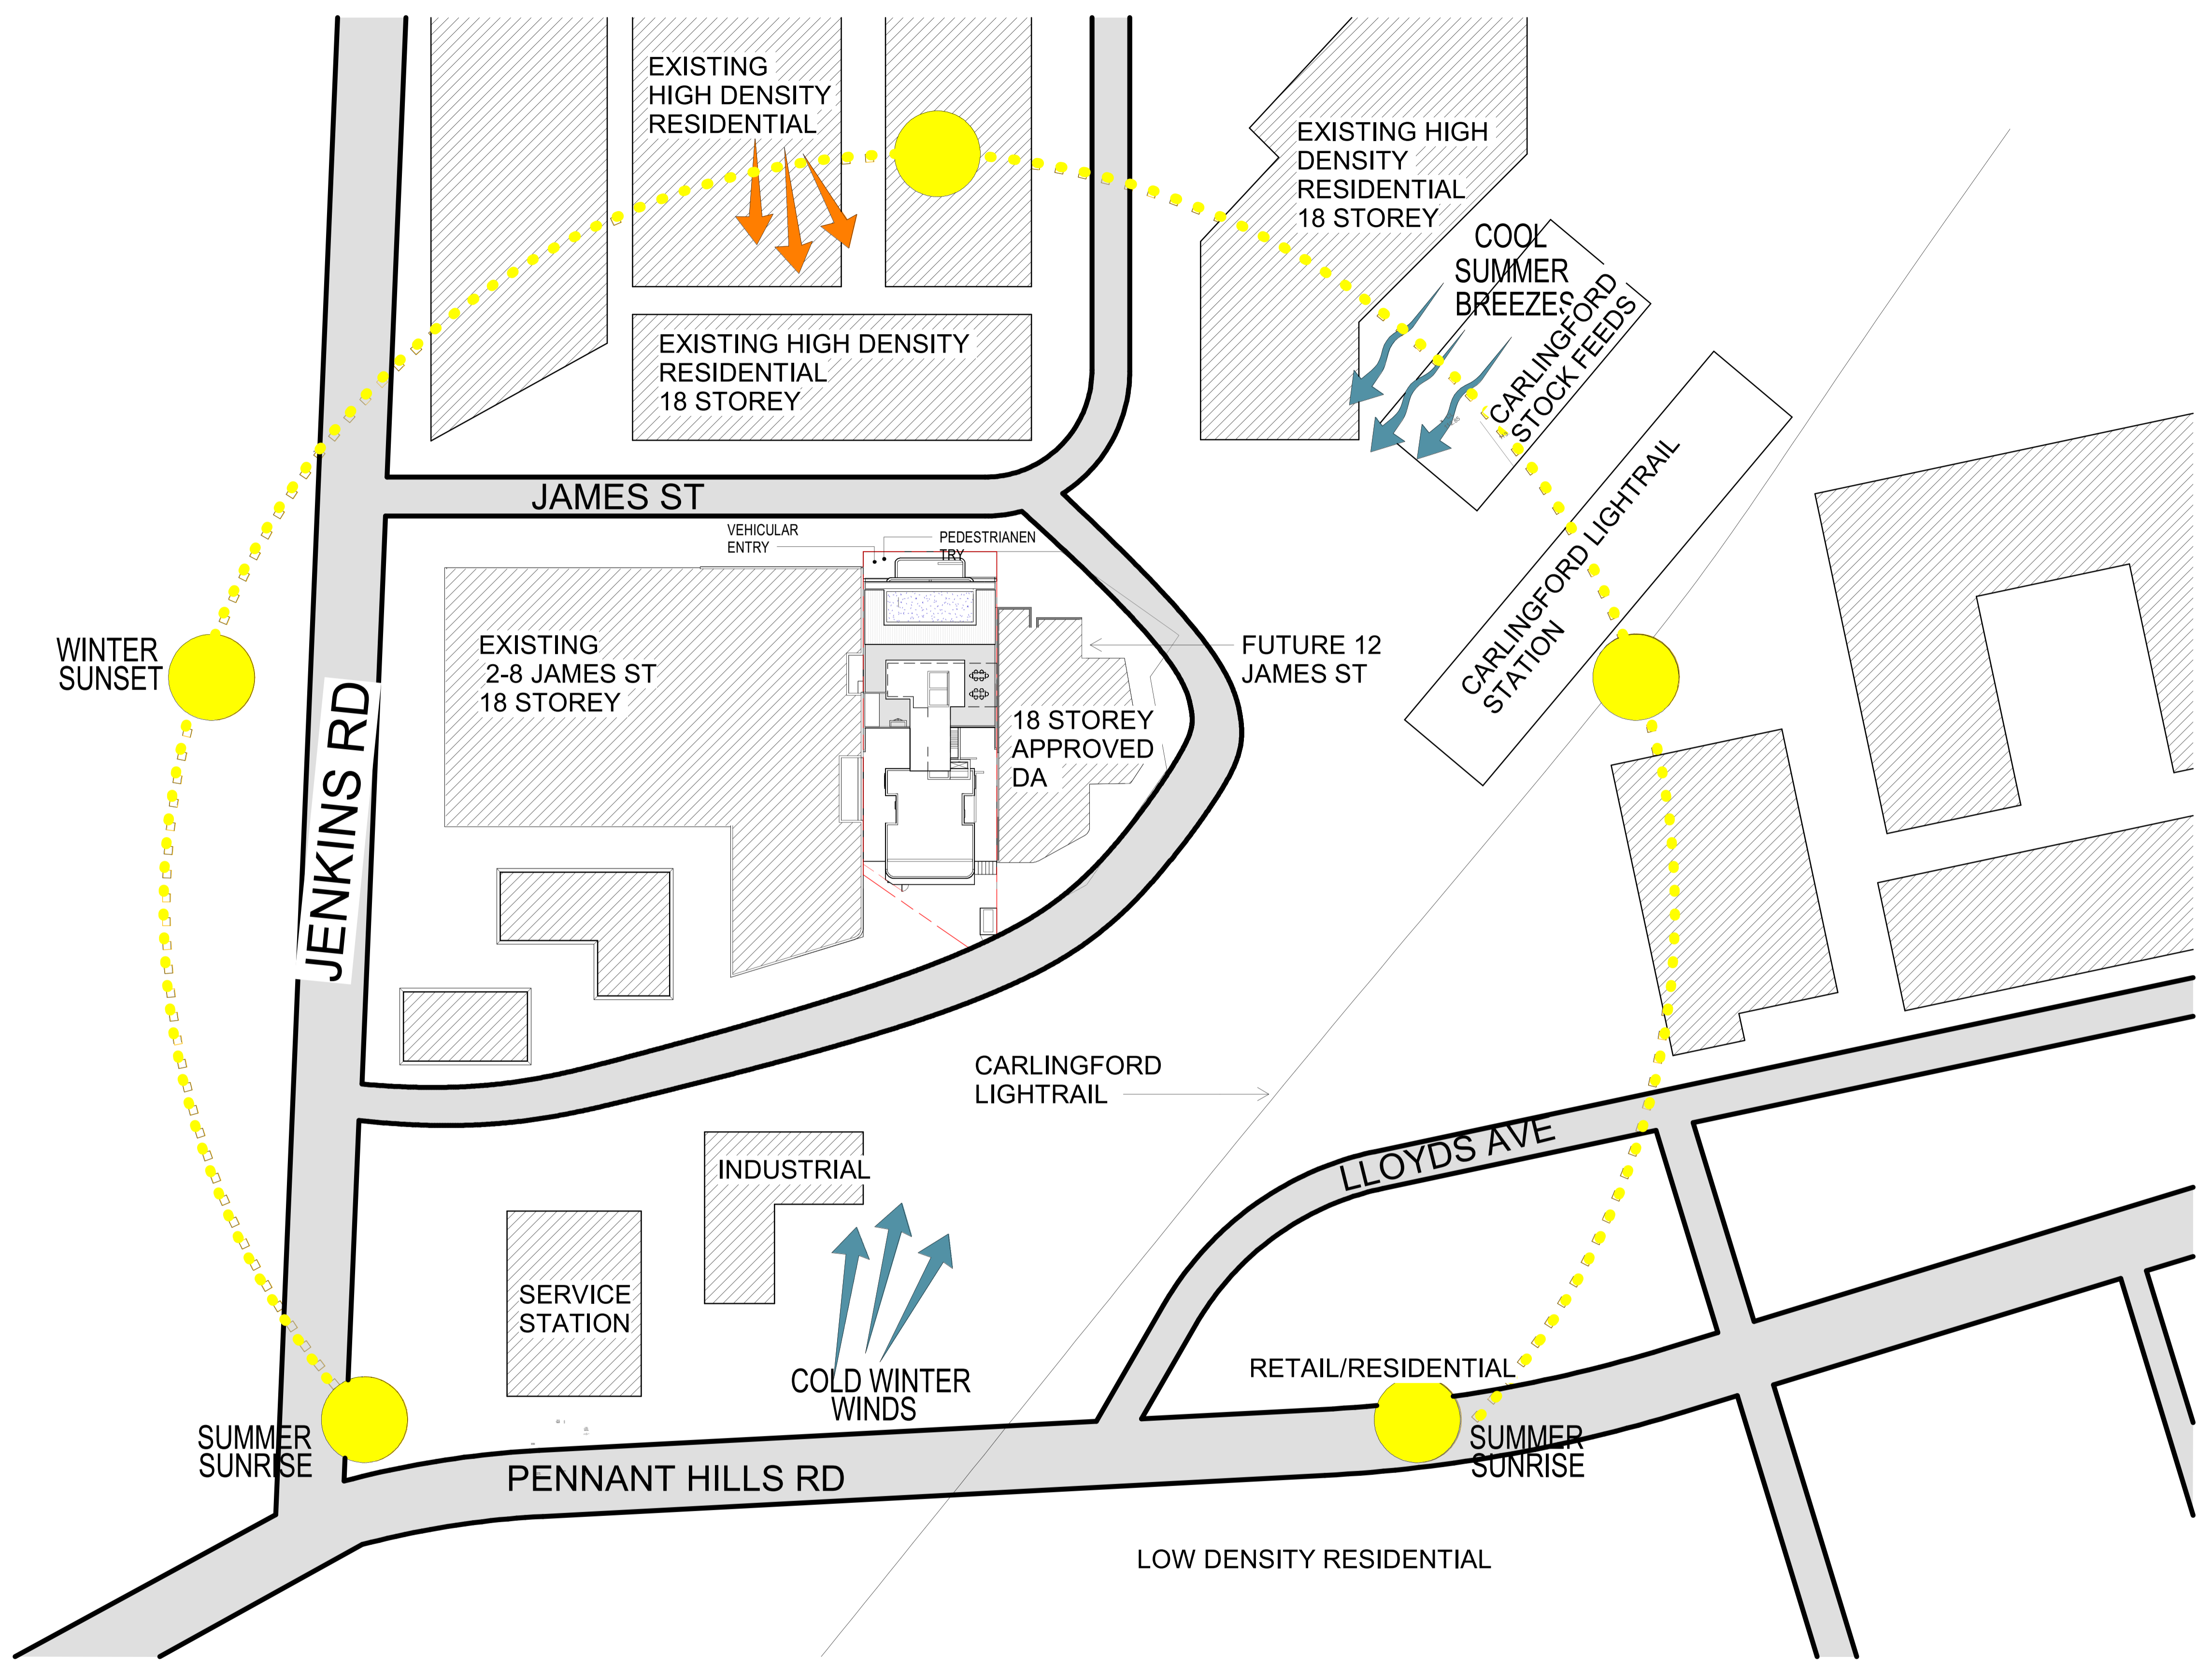 EXISTING
HIGH DENSITY
RESIDENTIAL
EXISTING HIGH
DENSITY
RESIDENTIAL
18 STOREY
COOL
SUMMER
BREEZES
CARLINGFORD
STOCK FEEDS
EXISTING HIGH DENSITY
RESIDENTIAL
18 STOREY
CARLINGFORD LIGHTRAIL
STATION
JAMES ST
VEHICULAR
ENTRY
PEDESTRIANEN
TRY
WINTER
SUNSET
EXISTING
2-8 JAMES ST
18 STOREY
FUTURE 12
JAMES ST
18 STOREY
APPROVED
DA
JENKINS RD
CARLINGFORD
LIGHTRAIL
LLOYDS AVE
INDUSTRIAL
SERVICE
STATION
COLD WINTER
WINDS
RETAIL/RESIDENTIAL
SUMMER
SUNRISE
SUMMER
SUNRISE
PENNANT HILLS RD
LOW DENSITY RESIDENTIAL